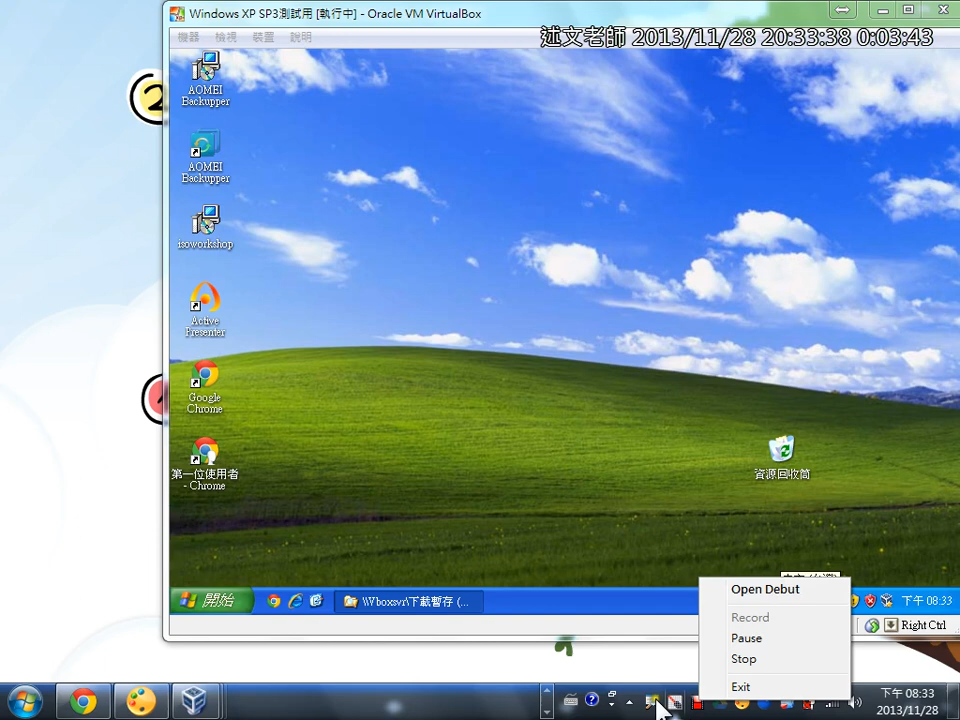 Windows XP SP3測試用 [執行中] - Oracle VM VirtualBox
機器 檢視 裝置 說明
述文老師 2013/11/28 20:33:38 0:03:43
2
AOMEI
Backupper
AOMEI
Backupper
isoworkshop
Active
Presenter
Google
Chrome
第一位使用者
- Chrome
資源回收筒
開始
\\Vboxsvr\下載暫存 (...
下午 08:33
Right Ctrl
Open Debut
Record
Pause
Stop
Exit
下午 08:33
2013/11/28